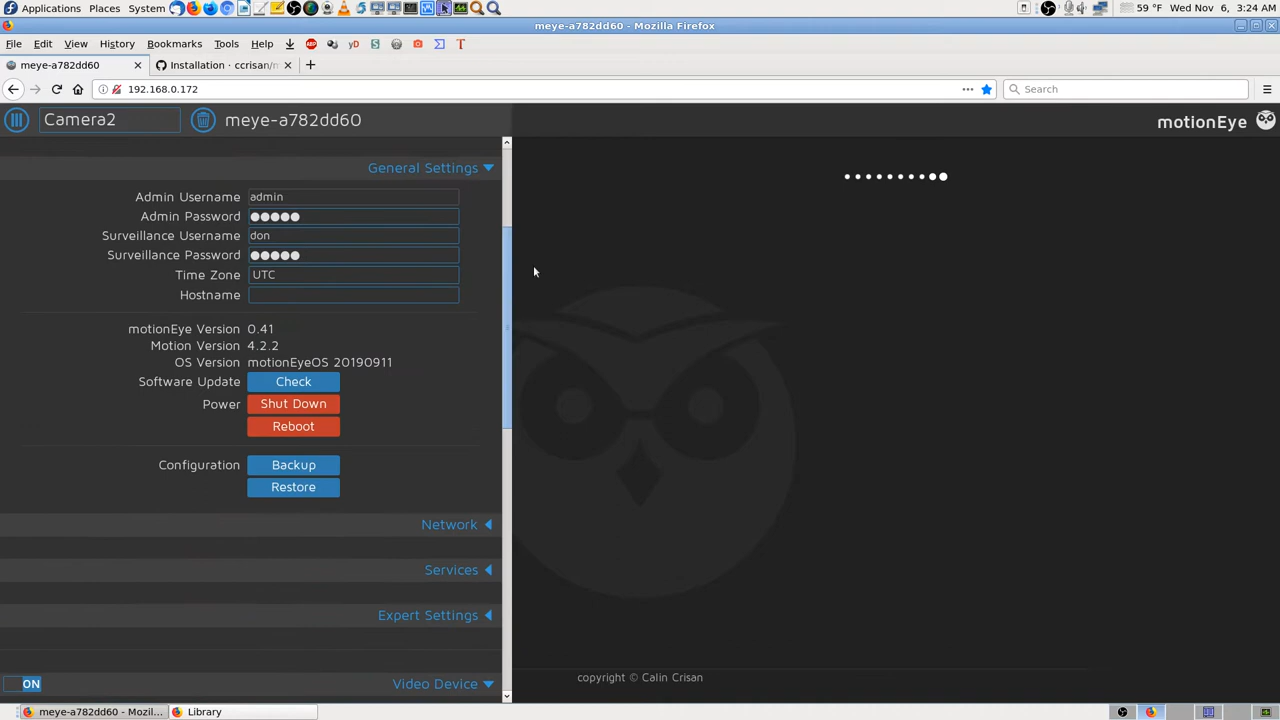 Applications Places System 59 °F Wed Nov 6, 3:24 AM
meye-a782dd60 - Mozilla Firefox
File Edit View History Bookmarks Tools Help
meye-a782dd60 Installation · ccrisan/m
192.168.0.172 Search
Camera2 meye-a782dd60 motionEye
General Settings
Admin Username admin
Admin Password
Surveillance Username don
Surveillance Password
Time Zone UTC
Hostname
motionEye Version 0.41
Motion Version 4.2.2
OS Version motionEyeOS 20190911
Software Update Check
Power Shut Down
Reboot
Configuration Backup
Restore
Network
Services
Expert Settings
ON Video Device
copyright © Calin Crisan
meye-a782dd60 - Mozil... Library